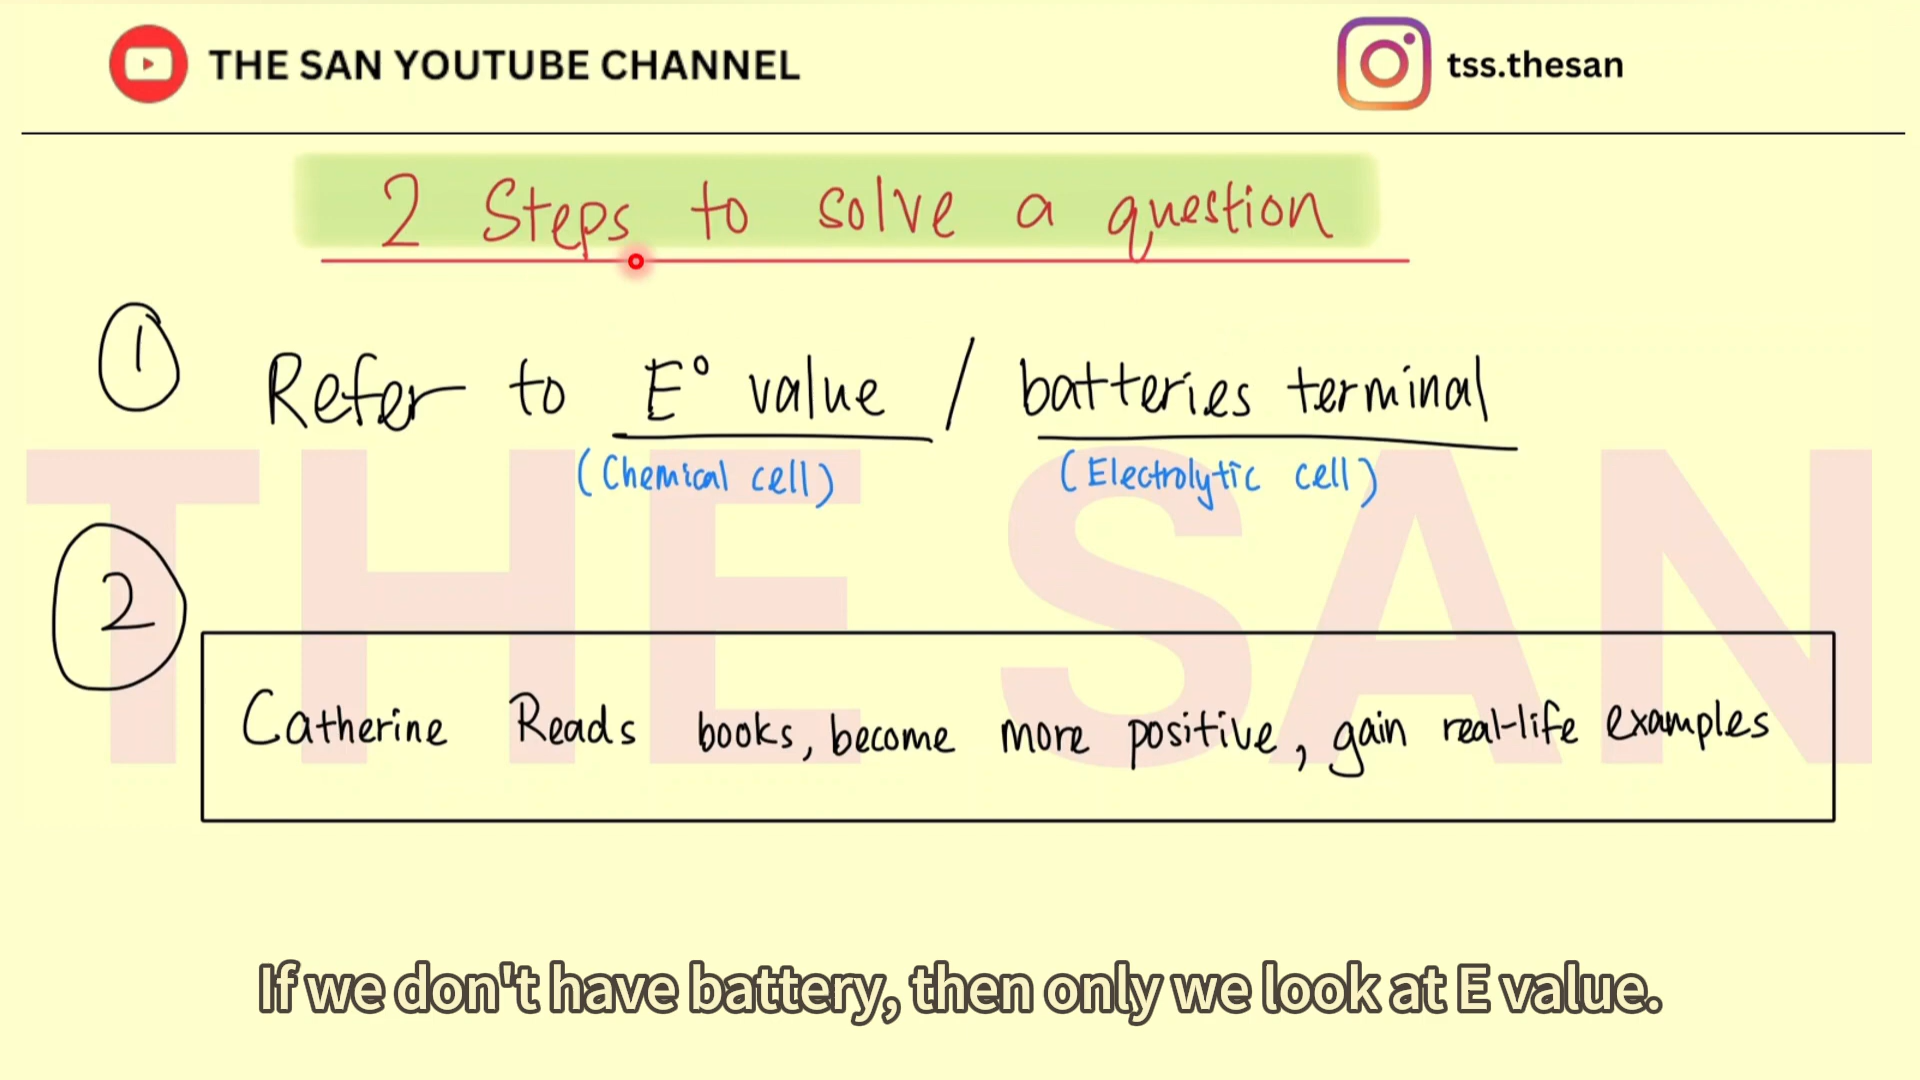 THE SAN YOUTUBE CHANNEL
tss.thesan
2 Steps to solve a question
1
Refer to E° value / batteries terminal
(Chemical cell) (Electrolytic cell)
THE SAN
2
Catherine Reads books, become more positive, gain real-life examples
If we don't have battery, then only we look at E value.